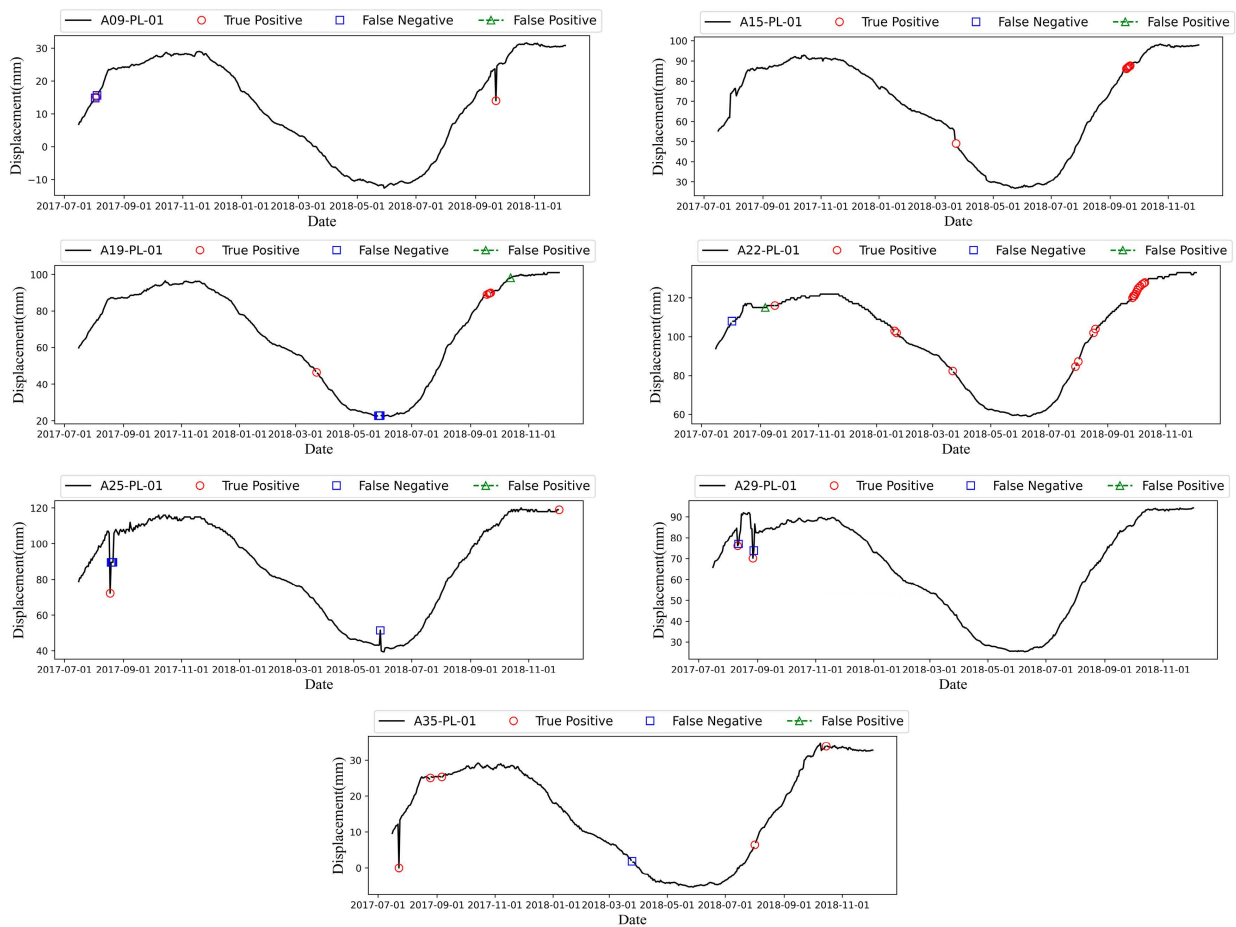 A09-PL-01 True Positive False Negative False Positive
Displacement(mm)
30
20
10
0
−10
2017-07-01 2017-09-01 2017-11-01 2018-01-01 2018-03-01 2018-05-01 2018-07-01 2018-09-01 2018-11-01
Date
A15-PL-01 True Positive False Negative False Positive
Displacement(mm)
100
90
80
70
60
50
40
30
2017-07-01 2017-09-01 2017-11-01 2018-01-01 2018-03-01 2018-05-01 2018-07-01 2018-09-01 2018-11-01
Date
A19-PL-01 True Positive False Negative False Positive
Displacement(mm)
100
80
60
40
20
2017-07-01 2017-09-01 2017-11-01 2018-01-01 2018-03-01 2018-05-01 2018-07-01 2018-09-01 2018-11-01
Date
A22-PL-01 True Positive False Negative False Positive
Displacement(mm)
120
100
80
60
2017-07-01 2017-09-01 2017-11-01 2018-01-01 2018-03-01 2018-05-01 2018-07-01 2018-09-01 2018-11-01
Date
A25-PL-01 True Positive False Negative False Positive
Displacement(mm)
120
100
80
60
40
2017-07-01 2017-09-01 2017-11-01 2018-01-01 2018-03-01 2018-05-01 2018-07-01 2018-09-01 2018-11-01
Date
A29-PL-01 True Positive False Negative False Positive
Displacement(mm)
90
80
70
60
50
40
30
2017-07-01 2017-09-01 2017-11-01 2018-01-01 2018-03-01 2018-05-01 2018-07-01 2018-09-01 2018-11-01
Date
A35-PL-01 True Positive False Negative False Positive
Displacement(mm)
30
20
10
0
2017-07-01 2017-09-01 2017-11-01 2018-01-01 2018-03-01 2018-05-01 2018-07-01 2018-09-01 2018-11-01
Date